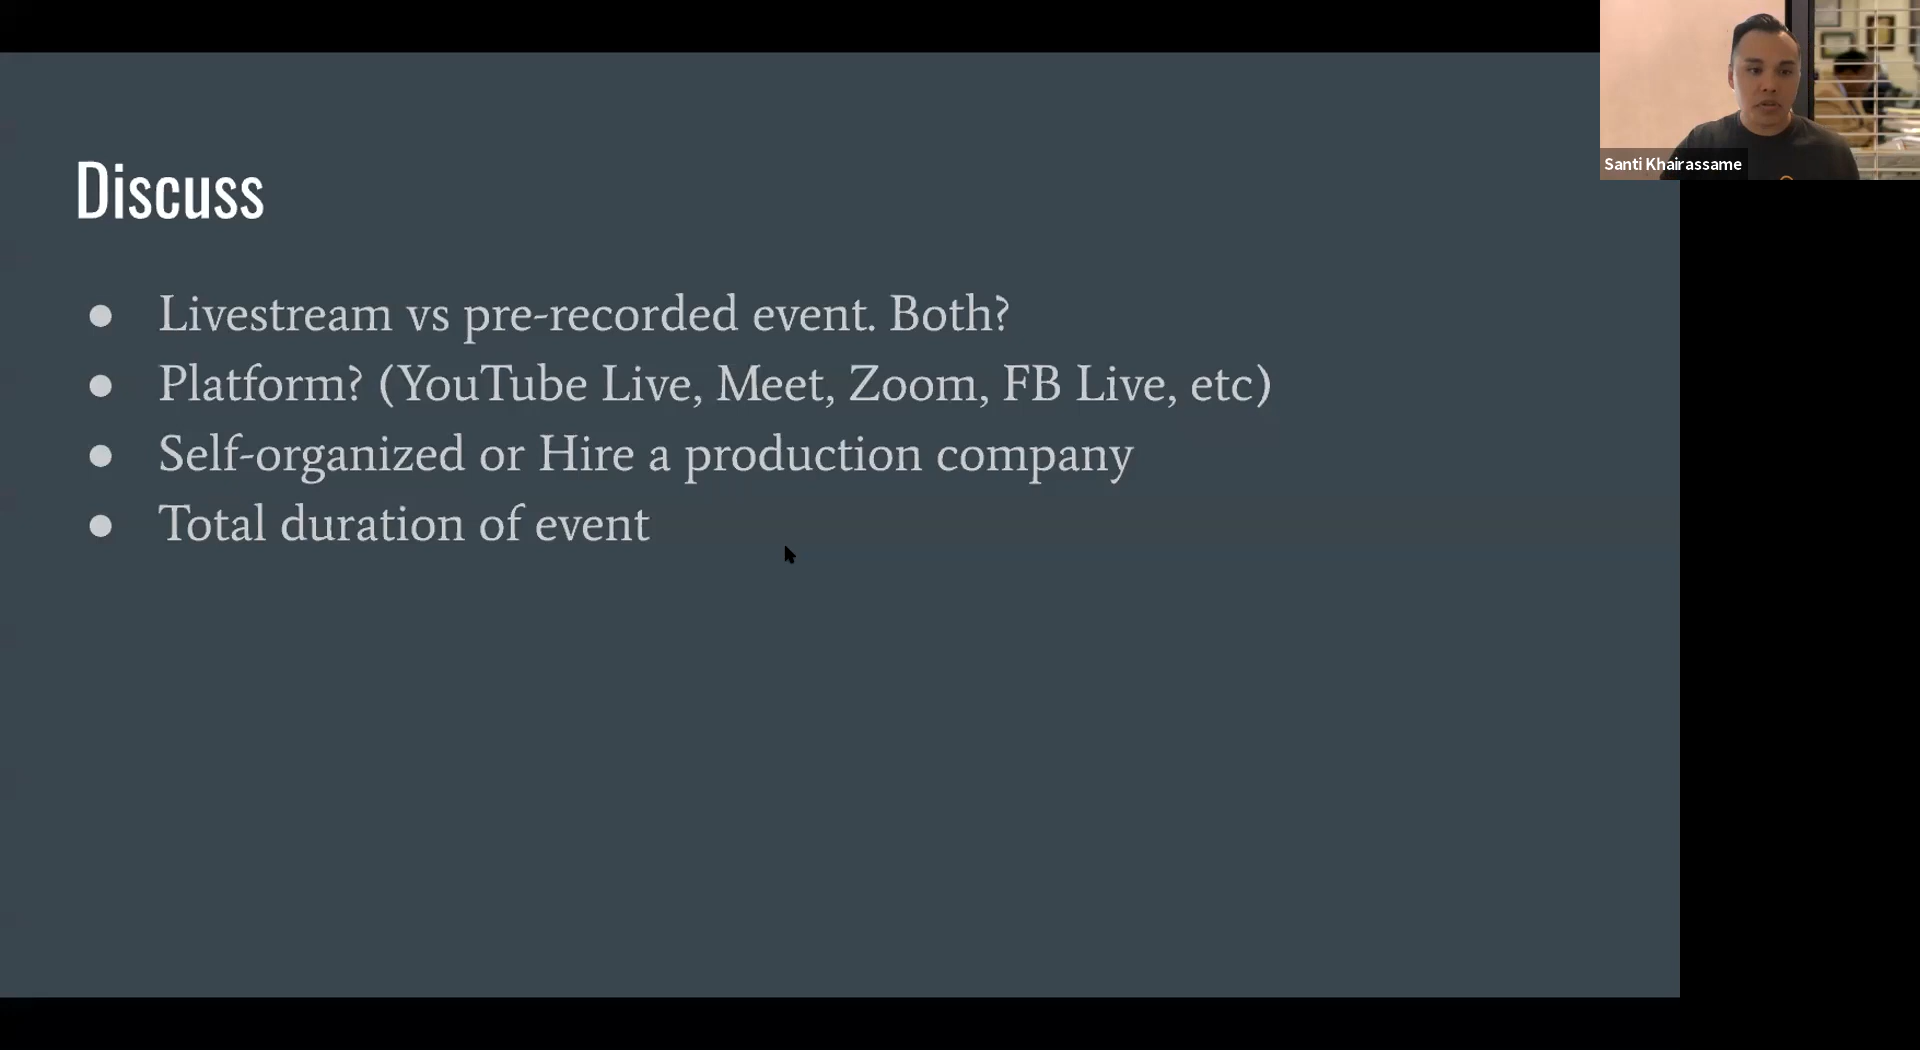 Discuss
● Livestream vs pre-recorded event. Both?
● Platform? (YouTube Live, Meet, Zoom, FB Live, etc)
● Self-organized or Hire a production company
● Total duration of event
Santi Khairassame